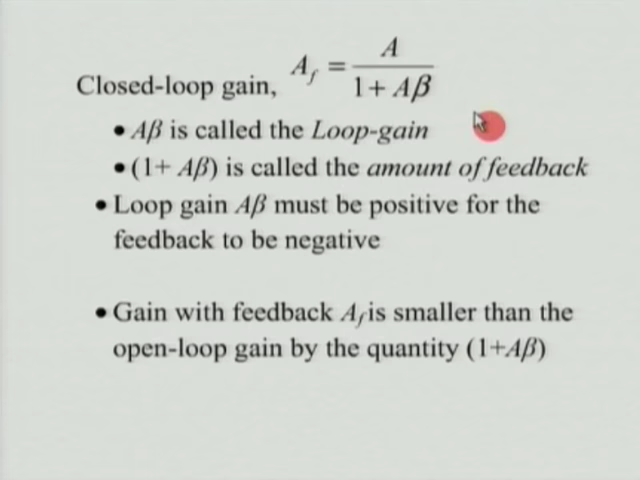 Closed-loop gain, A_f = A / (1 + Aβ)
• Aβ is called the Loop-gain
• (1+ Aβ) is called the amount of feedback
• Loop gain Aβ must be positive for the
feedback to be negative
• Gain with feedback A_f is smaller than the
open-loop gain by the quantity (1+Aβ)